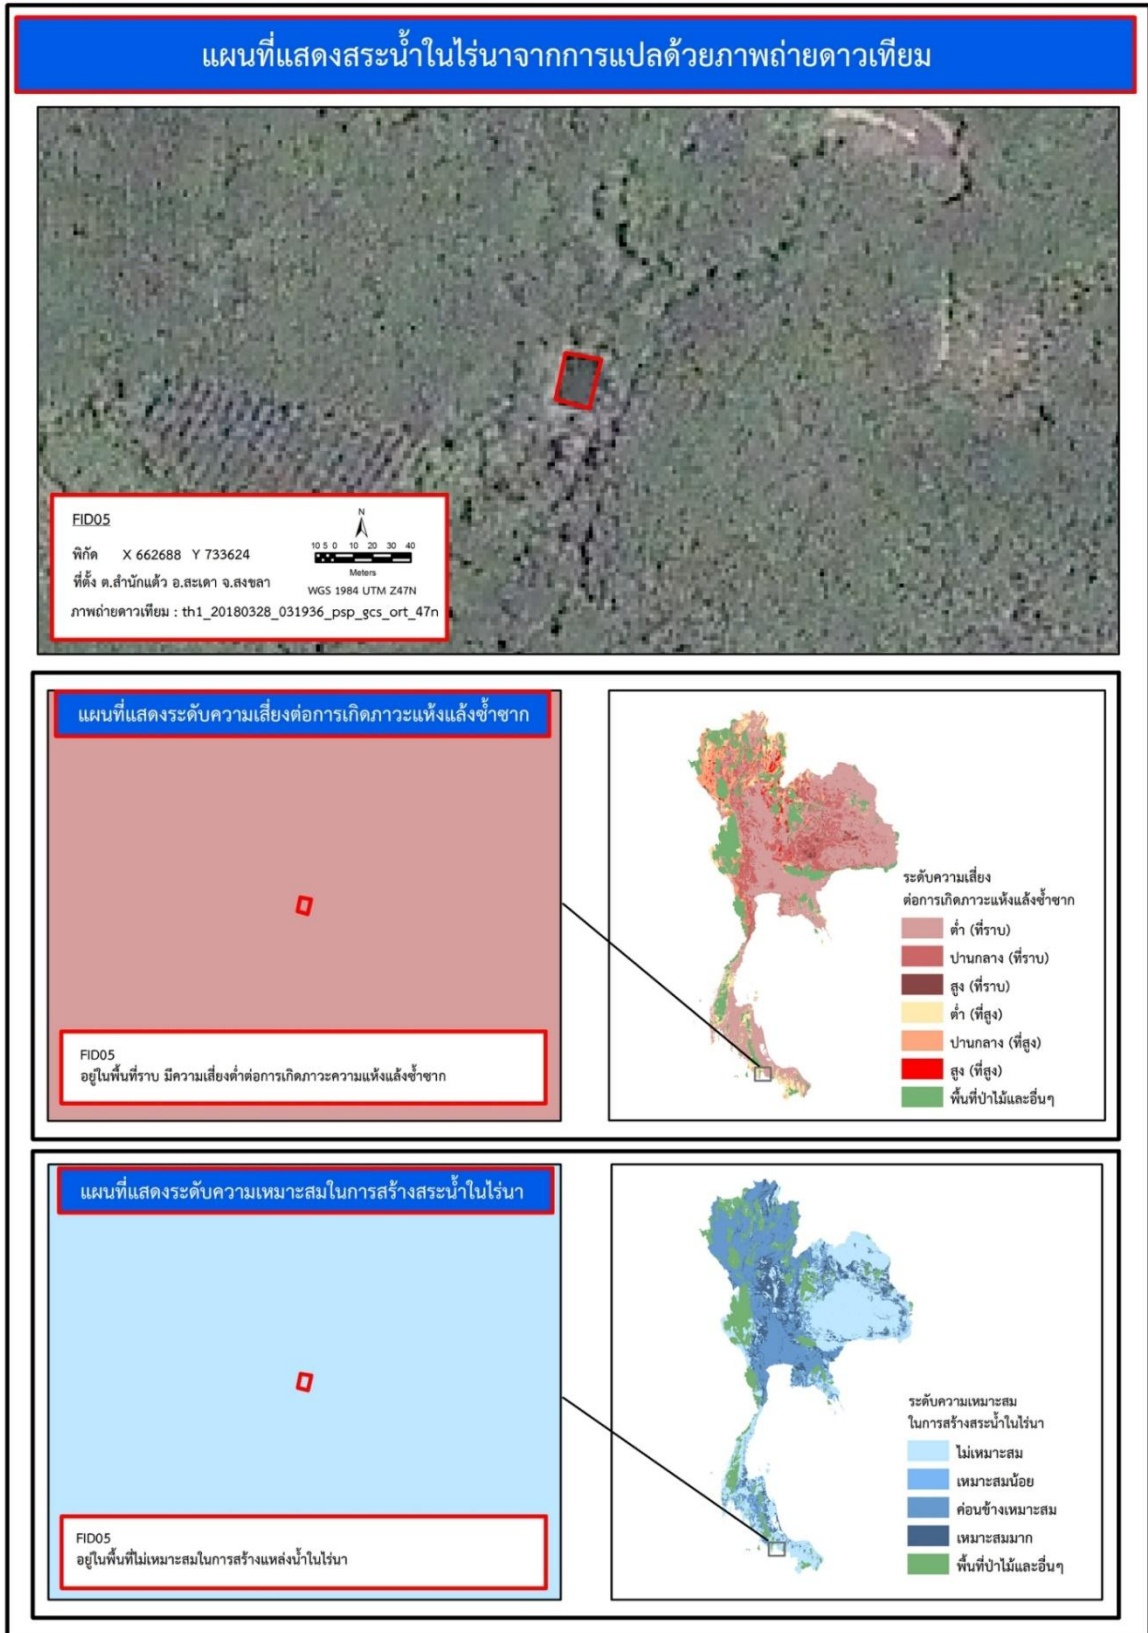 แผนที่แสดงสระน้ำในไร่นาจากการแปลด้วยภาพถ่ายดาวเทียม
FID05
พิกัด X 662688 Y 733624
ที่ตั้ง ต.สำนักแต้ว อ.สะเดา จ.สงขลา
ภาพถ่ายดาวเทียม : th1_20180328_031936_psp_gcs_ort_47n
N
10 5 0 10 20 30 40
Meters
WGS 1984 UTM Z47N
แผนที่แสดงระดับความเสี่ยงต่อการเกิดภาวะแห้งแล้งซ้ำซาก
FID05
อยู่ในพื้นที่ราบ มีความเสี่ยงต่ำต่อการเกิดภาวะความแห้งแล้งซ้ำซาก
ระดับความเสี่ยง
ต่อการเกิดภาวะแห้งแล้งซ้ำซาก
ต่ำ (ที่ราบ)
ปานกลาง (ที่ราบ)
สูง (ที่ราบ)
ต่ำ (ที่สูง)
ปานกลาง (ที่สูง)
สูง (ที่สูง)
พื้นที่ป่าไม้และอื่นๆ
แผนที่แสดงระดับความเหมาะสมในการสร้างสระน้ำในไร่นา
FID05
อยู่ในพื้นที่ไม่เหมาะสมในการสร้างแหล่งน้ำในไร่นา
ระดับความเหมาะสม
ในการสร้างสระน้ำในไร่นา
ไม่เหมาะสม
เหมาะสมน้อย
ค่อนข้างเหมาะสม
เหมาะสมมาก
พื้นที่ป่าไม้และอื่นๆ